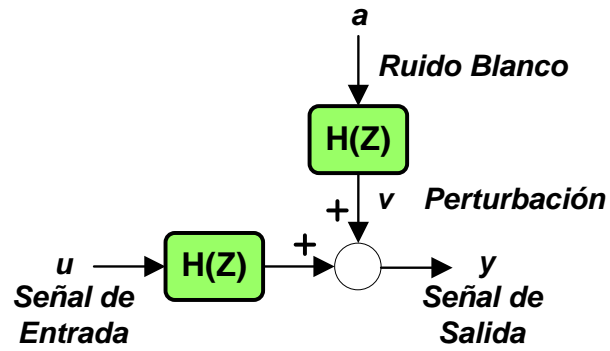 a
Ruido Blanco
H(Z)
+
v Perturbación
u
H(Z)
+
y
Señal de
Entrada
Señal de
Salida